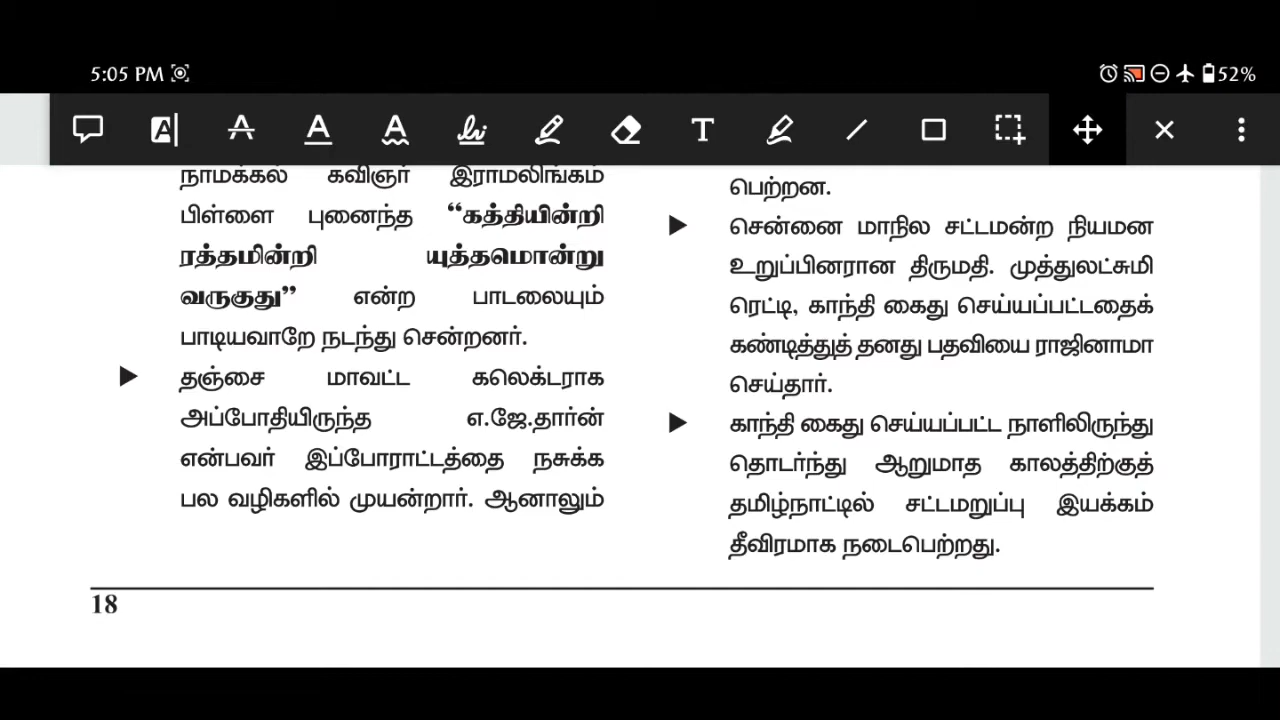 5:05 PM
52%
நாமக்கல் கவிஞர் இராமலிங்கம்
பிள்ளை புனைந்த “கத்தியின்றி
ரத்தமின்றி யுத்தமொன்று
வருகுது” என்ற பாடலையும்
பாடியவாறே நடந்து சென்றனர்.
▶ தஞ்சை மாவட்ட கலெக்டராக
அப்போதியிருந்த எ.ஜே.தார்ன்
என்பவர் இப்போராட்டத்தை நசுக்க
பல வழிகளில் முயன்றார். ஆனாலும்
பெற்றன.
▶ சென்னை மாநில சட்டமன்ற நியமன
உறுப்பினரான திருமதி. முத்துலட்சுமி
ரெட்டி, காந்தி கைது செய்யப்பட்டதைக்
கண்டித்துத் தனது பதவியை ராஜினாமா
செய்தார்.
▶ காந்தி கைது செய்யப்பட்ட நாளிலிருந்து
தொடர்ந்து ஆறுமாத காலத்திற்குத்
தமிழ்நாட்டில் சட்டமறுப்பு இயக்கம்
தீவிரமாக நடைபெற்றது.
18